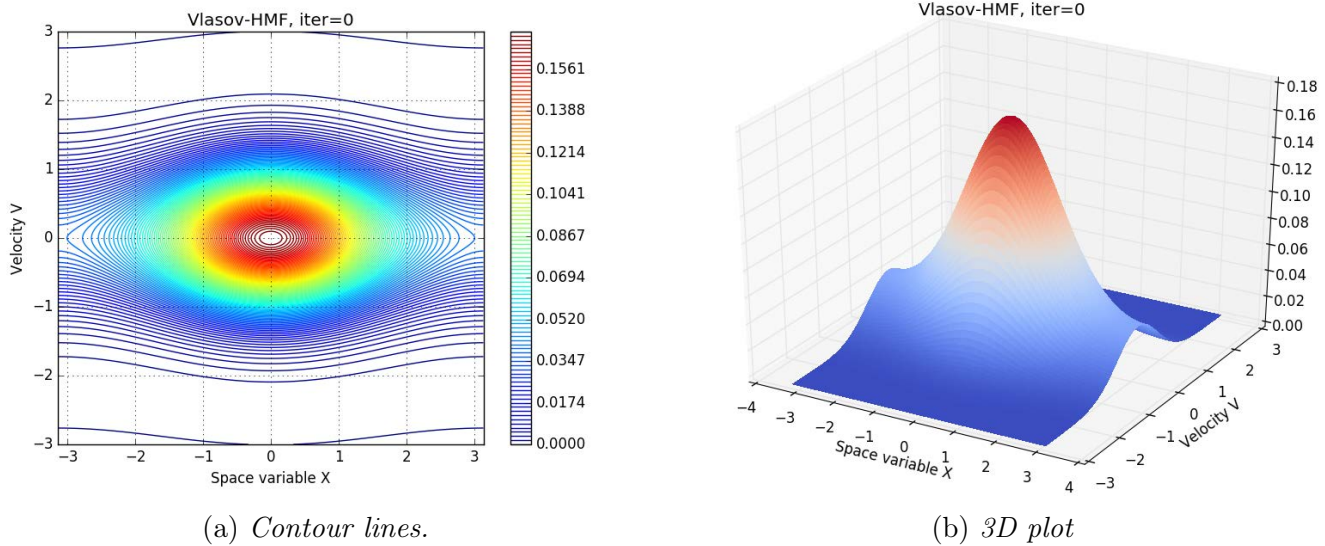 Vlasov-HMF, iter=0
3
2
1
0
−1
−2
−3
Velocity V
−3 −2 −1 0 1 2 3
Space variable X
0.1561
0.1388
0.1214
0.1041
0.0867
0.0694
0.0520
0.0347
0.0174
0.0000
(a) Contour lines.
Vlasov-HMF, iter=0
0.18
0.16
0.14
0.12
0.10
0.08
0.06
0.04
0.02
0.00
−4 −3 −2 −1 0 1 2 3 4
Space variable X
−3 −2 −1 0 1 2 3
Velocity V
(b) 3D plot